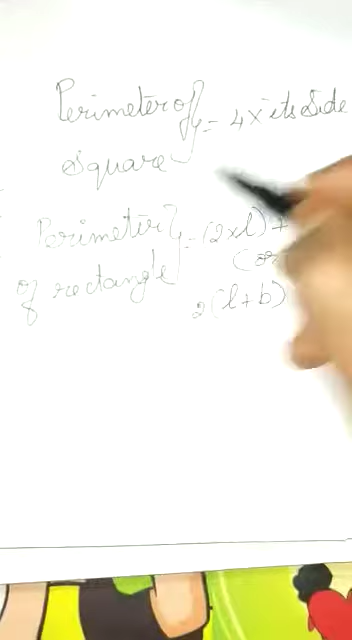 Perimeter of } = 4 × its side
Square
Perimeter } = (2×l) +
(or
of rectangle
2(l+b)